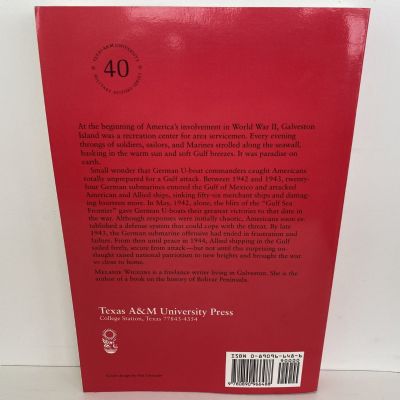 TEXAS A&M UNIVERSITY
40
MILITARY HISTORY SERIES
At the beginning of America's involvement in World War II, Galveston
Island was a recreation center for area servicemen. Every evening
throngs of soldiers, sailors, and Marines strolled along the seawall,
basking in the warm sun and soft Gulf breezes. It was paradise on
earth.
Small wonder that German U-boat commanders caught Americans
totally unprepared for a Gulf attack. Between 1942 and 1943, twenty-
four German submarines entered the Gulf of Mexico and attacked
American and Allied ships, sinking fifty-six merchant ships and damag-
ing fourteen more. In May, 1942, alone, the blitz of the "Gulf Sea
Frontier" gave German U-boats their greatest victories to that date in
the war. Although responses were initially chaotic, Americans soon es-
tablished a defense system that could cope with the threat. By late
1943, the German submarine offensive had ended in frustration and
failure. From then until peace in 1944, Allied shipping in the Gulf
sailed freely, secure from attack—but not until this surprising on-
slaught raised national patriotism to new heights and brought the war
so close to home.
MELANIE WIGGINS is a freelance writer living in Galveston. She is the
author of a book on the history of Bolivar Peninsula.
Texas A&M University Press
College Station, Texas 77843-4354
ISBN 0-89096-648-6
90000
9 780890 966488